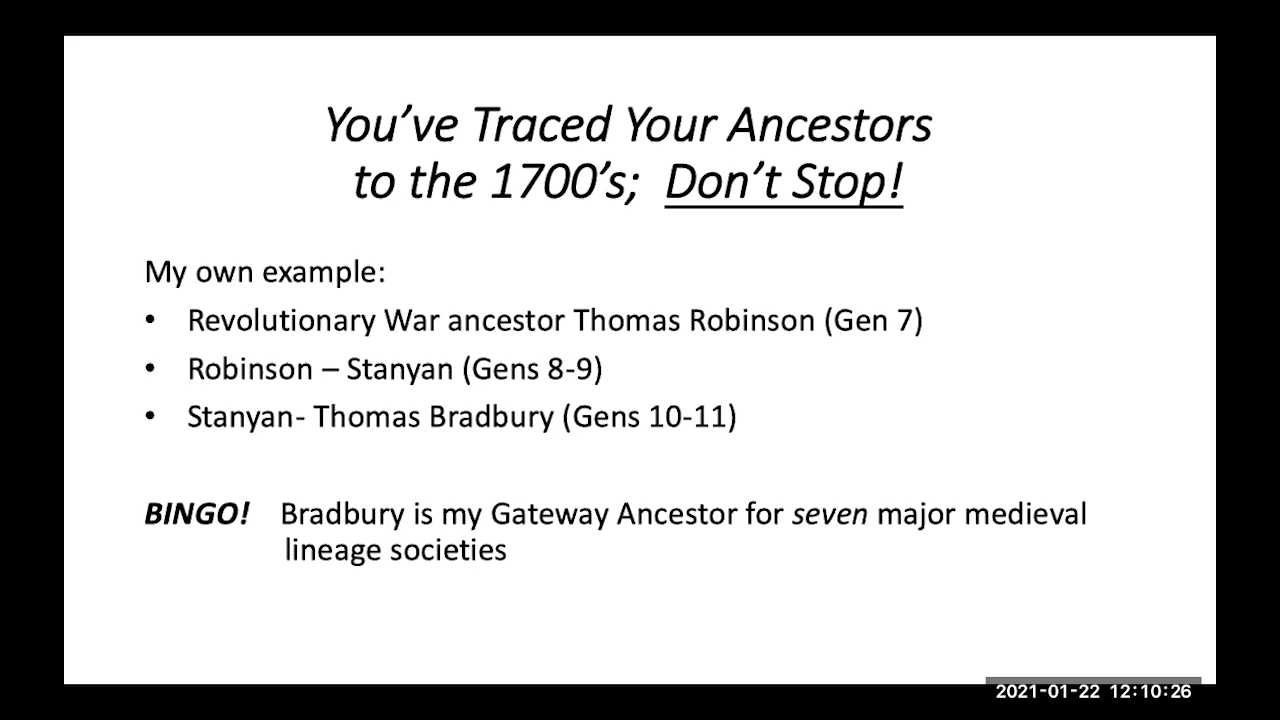 You’ve Traced Your Ancestors
to the 1700’s; Don’t Stop!
My own example:
• Revolutionary War ancestor Thomas Robinson (Gen 7)
• Robinson – Stanyan (Gens 8-9)
• Stanyan- Thomas Bradbury (Gens 10-11)
BINGO! Bradbury is my Gateway Ancestor for seven major medieval
lineage societies
2021-01-22 12:10:26